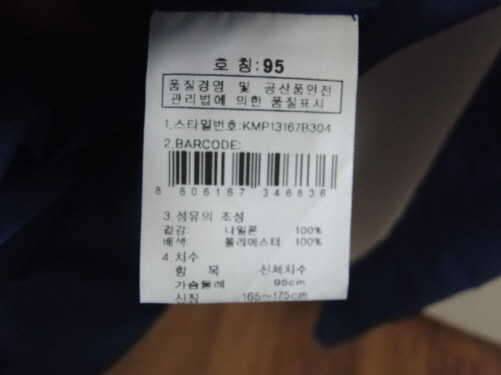 호 칭:95
품질경영 및 공산품안전
관리법에 의한 품질표시
1.스타일번호:KMP13167B304
2.BARCODE:
8 806167 346836
3.섬유의 조성
겉감: 나일론 100%
배색 폴리에스터 100%
4.치수
항 목 신체치수
가슴둘레 95cm
신장 165~175cm